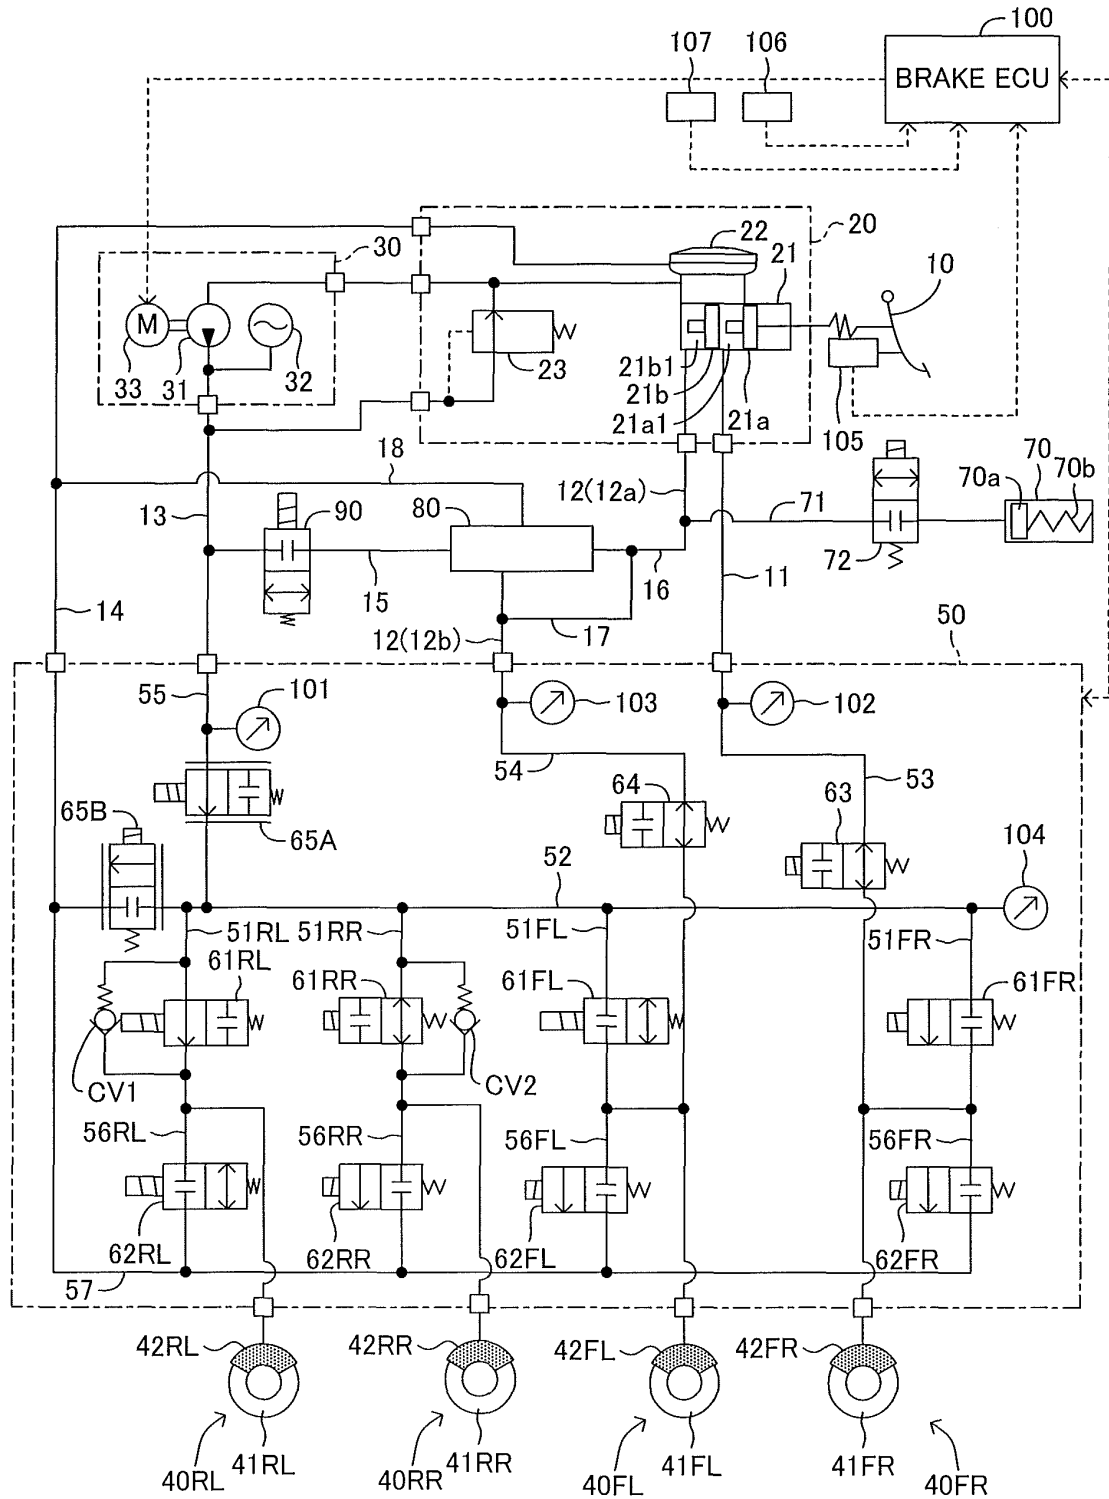 100
107
106
BRAKE ECU
20
30
22
21
10
M
33
31
32
23
21b1
21b
21a1
21a
105
18
12(12a)
71
70
70a
70b
13
90
80
72
15
16
11
14
17
12(12b)
50
55
101
103
102
54
53
64
63
65B
65A
104
52
51RL
51RR
51FL
51FR
61RL
61RR
61FL
61FR
CV1
CV2
56RL
56RR
56FL
56FR
62RL
62RR
62FL
62FR
57
42RL
42RR
42FL
42FR
41RL
41RR
41FL
41FR
40RL
40RR
40FL
40FR